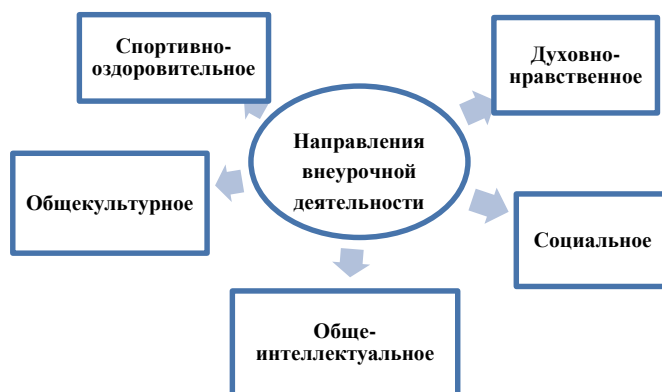 Спортивно-
оздоровительное
Духовно-
нравственное
Направления
внеурочной
деятельности
Общекультурное
Социальное
Обще-
интеллектуальное